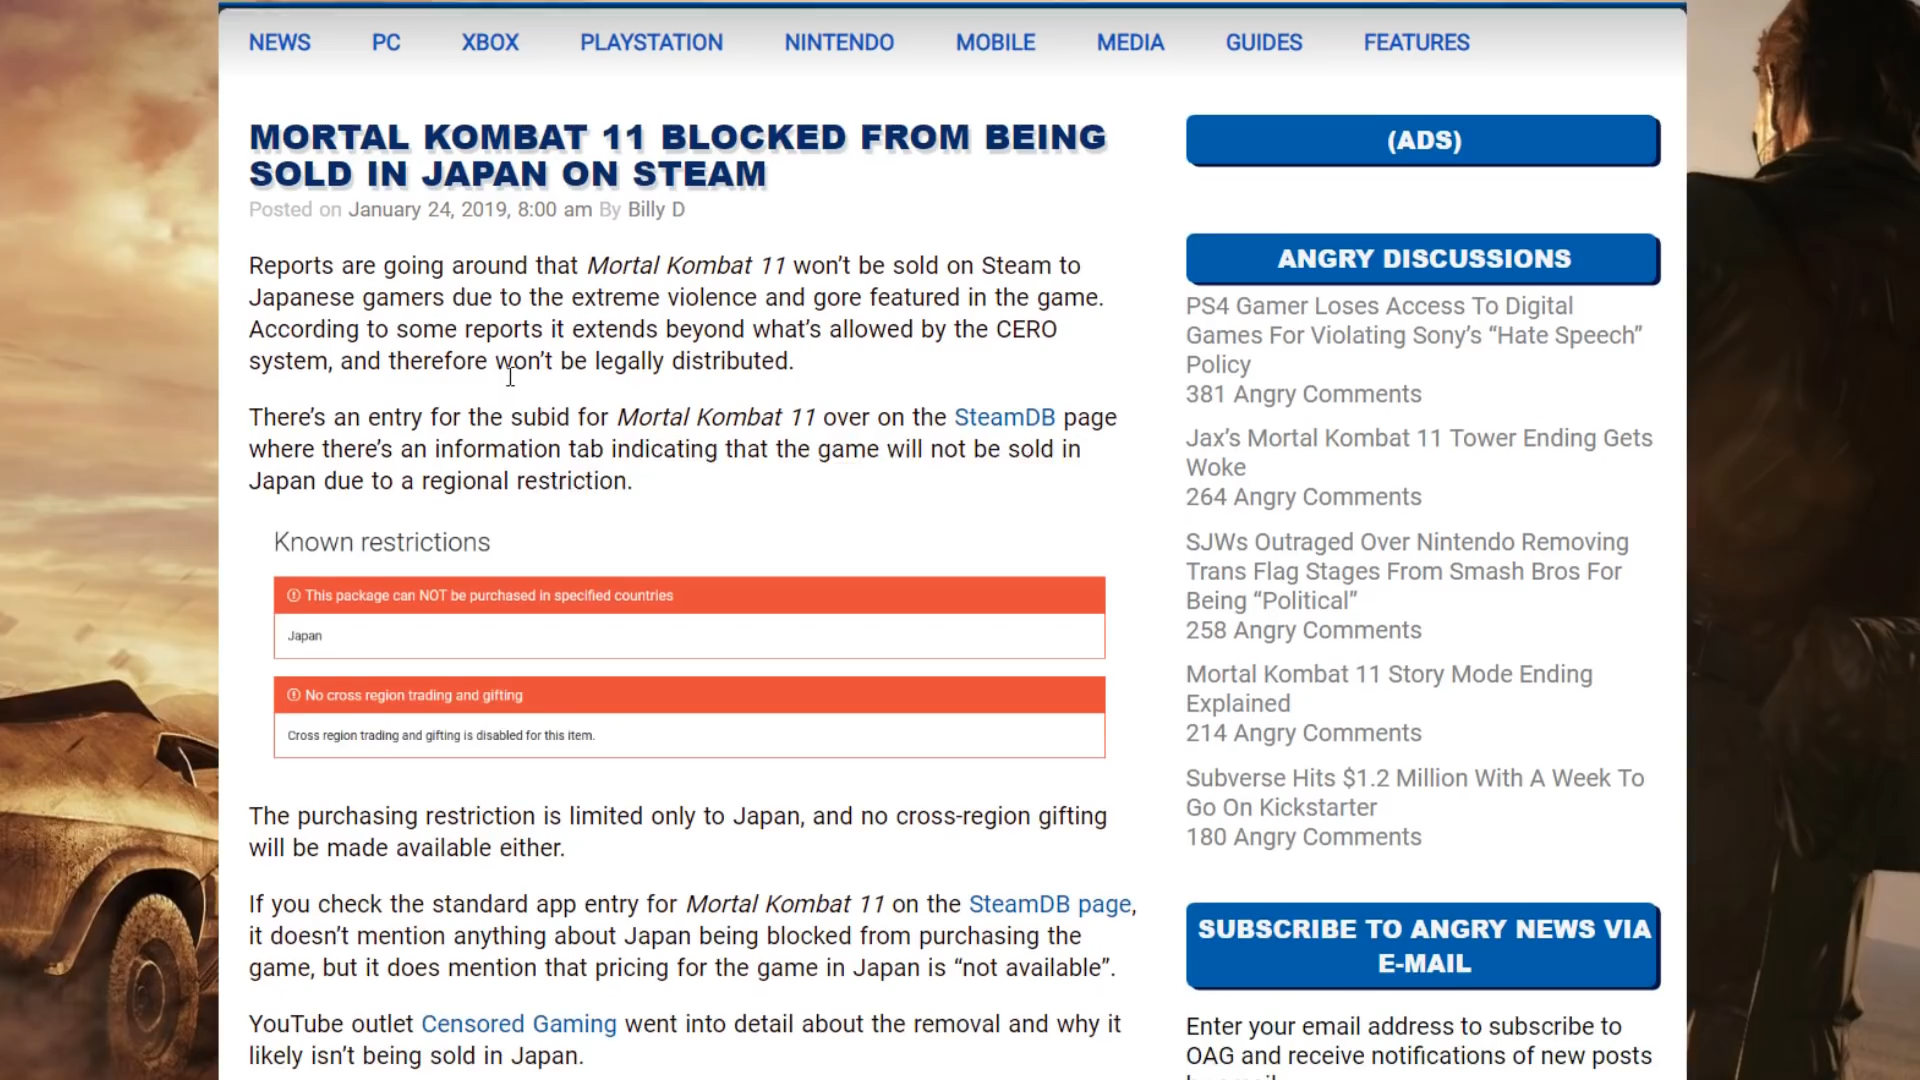 NEWS PC XBOX PLAYSTATION NINTENDO MOBILE MEDIA GUIDES FEATURES
MORTAL KOMBAT 11 BLOCKED FROM BEING
SOLD IN JAPAN ON STEAM
Posted on January 24, 2019, 8:00 am By Billy D
Reports are going around that Mortal Kombat 11 won’t be sold on Steam to
Japanese gamers due to the extreme violence and gore featured in the game.
According to some reports it extends beyond what’s allowed by the CERO
system, and therefore won’t be legally distributed.
There’s an entry for the subid for Mortal Kombat 11 over on the SteamDB page
where there’s an information tab indicating that the game will not be sold in
Japan due to a regional restriction.
Known restrictions
This package can NOT be purchased in specified countries
Japan
No cross region trading and gifting
Cross region trading and gifting is disabled for this item.
The purchasing restriction is limited only to Japan, and no cross-region gifting
will be made available either.
If you check the standard app entry for Mortal Kombat 11 on the SteamDB page,
it doesn’t mention anything about Japan being blocked from purchasing the
game, but it does mention that pricing for the game in Japan is “not available”.
YouTube outlet Censored Gaming went into detail about the removal and why it
likely isn’t being sold in Japan.
(ADS)
ANGRY DISCUSSIONS
PS4 Gamer Loses Access To Digital
Games For Violating Sony’s “Hate Speech”
Policy
381 Angry Comments
Jax’s Mortal Kombat 11 Tower Ending Gets
Woke
264 Angry Comments
SJWs Outraged Over Nintendo Removing
Trans Flag Stages From Smash Bros For
Being “Political”
258 Angry Comments
Mortal Kombat 11 Story Mode Ending
Explained
214 Angry Comments
Subverse Hits $1.2 Million With A Week To
Go On Kickstarter
180 Angry Comments
SUBSCRIBE TO ANGRY NEWS VIA
E-MAIL
Enter your email address to subscribe to
OAG and receive notifications of new posts